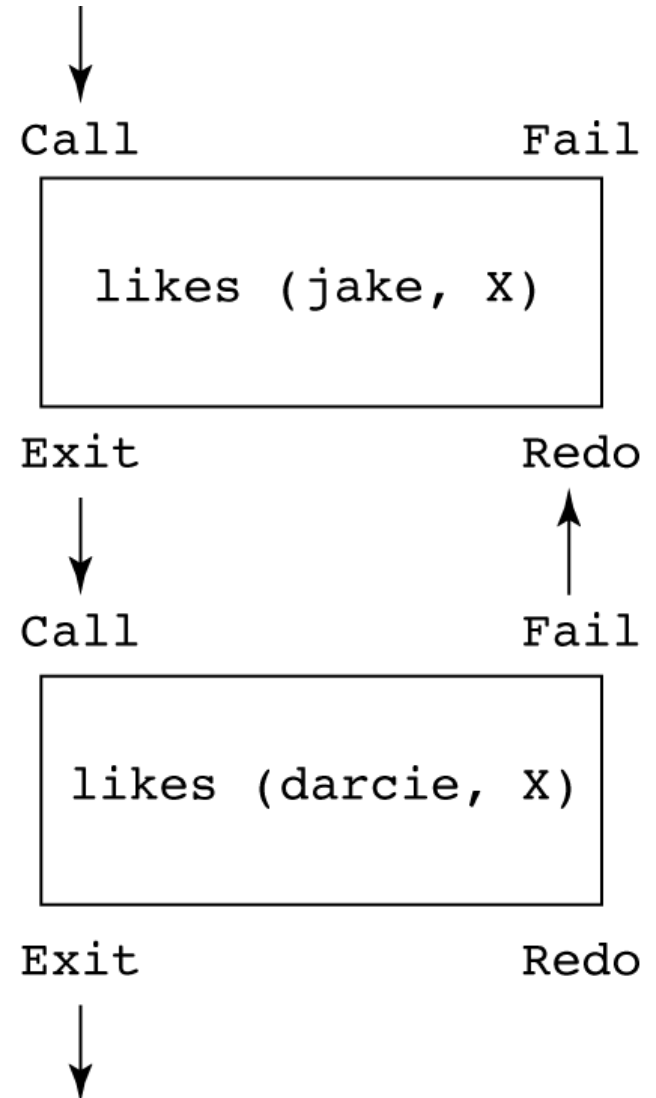 Call Fail
likes (jake, X)
Exit Redo
Call Fail
likes (darcie, X)
Exit Redo